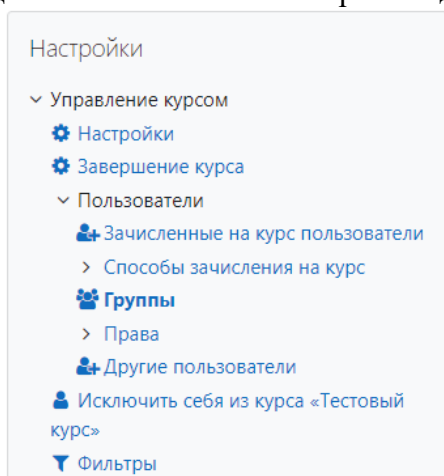 Настройки
Управление курсом
Настройки
Завершение курса
Пользователи
Зачисленные на курс пользователи
Способы зачисления на курс
Группы
Права
Другие пользователи
Исключить себя из курса «Тестовый
курс»
Фильтры